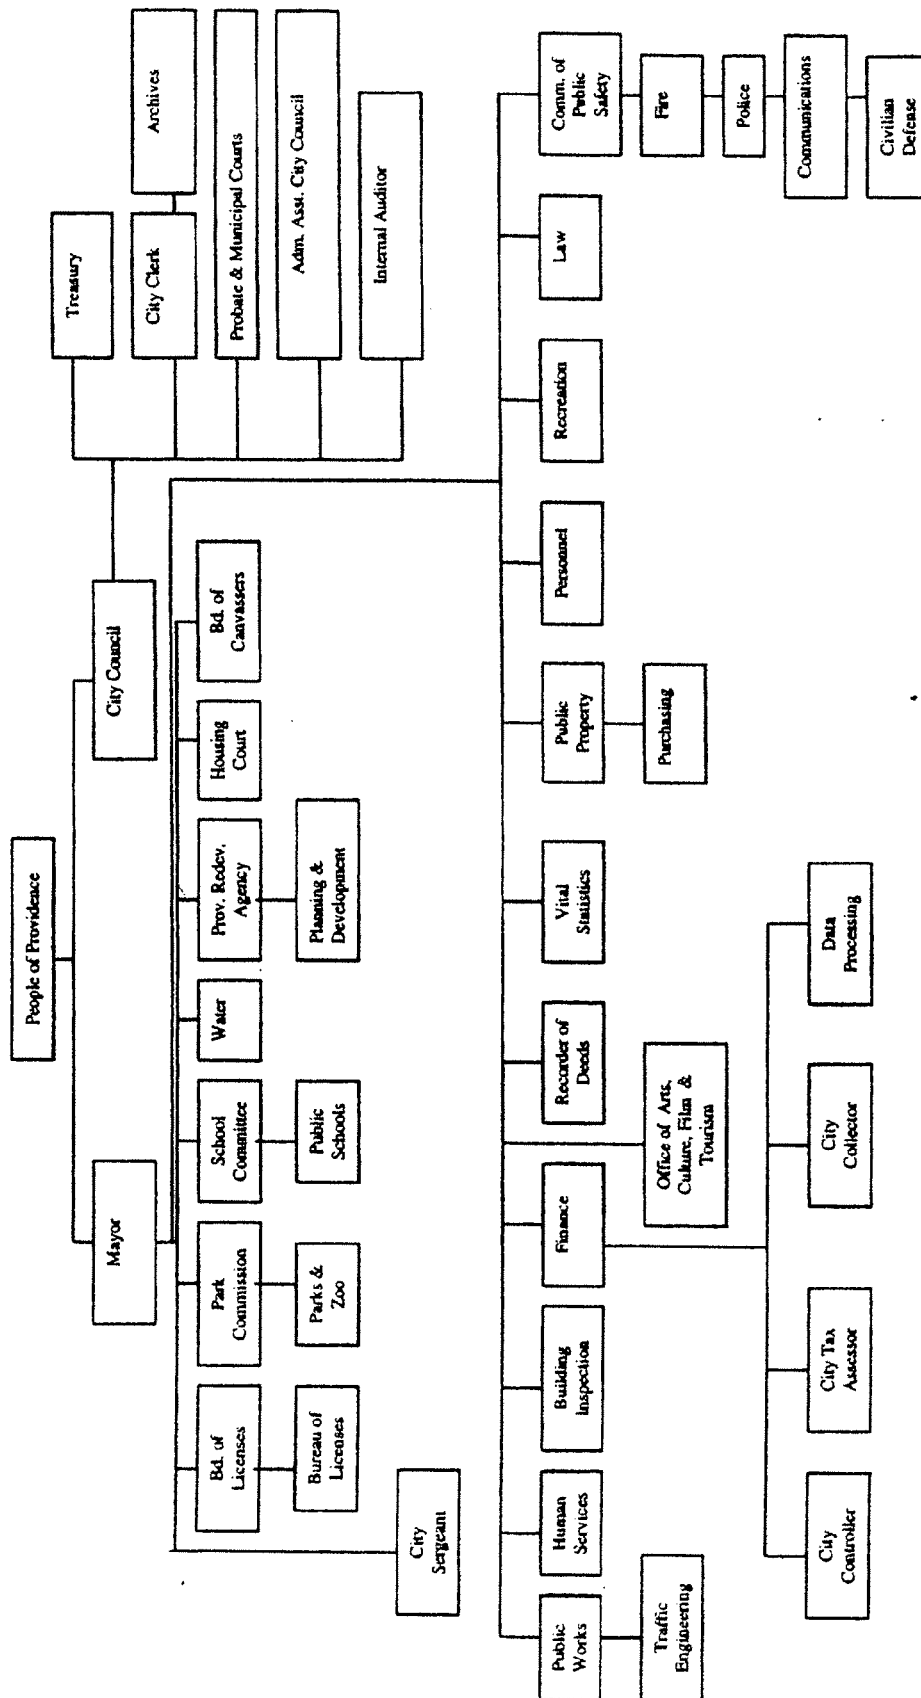 People of Providence
Mayor
City Council
Treasury
City Clerk
Archives
Probate & Municipal Courts
Adm. Asst. City Council
Internal Auditor
Bd. of
Licenses
Park
Commission
School
Committee
Water
Prov. Redev.
Agency
Housing
Court
Bd. of
Canvassers
Bureau of
Licenses
Parks &
Zoo
Public
Schools
Planning &
Development
City
Sergeant
Public
Works
Human
Services
Building
Inspection
Finance
Recorder of
Deeds
Vital
Statistics
Public
Property
Personnel
Recreation
Law
Comm. of
Public
Safety
Traffic
Engineering
Office of Arts,
Culture, Film &
Tourism
Purchasing
Fire
Police
Communications
Civilian
Defense
City
Controller
City Tax
Assessor
City
Collector
Data
Processing